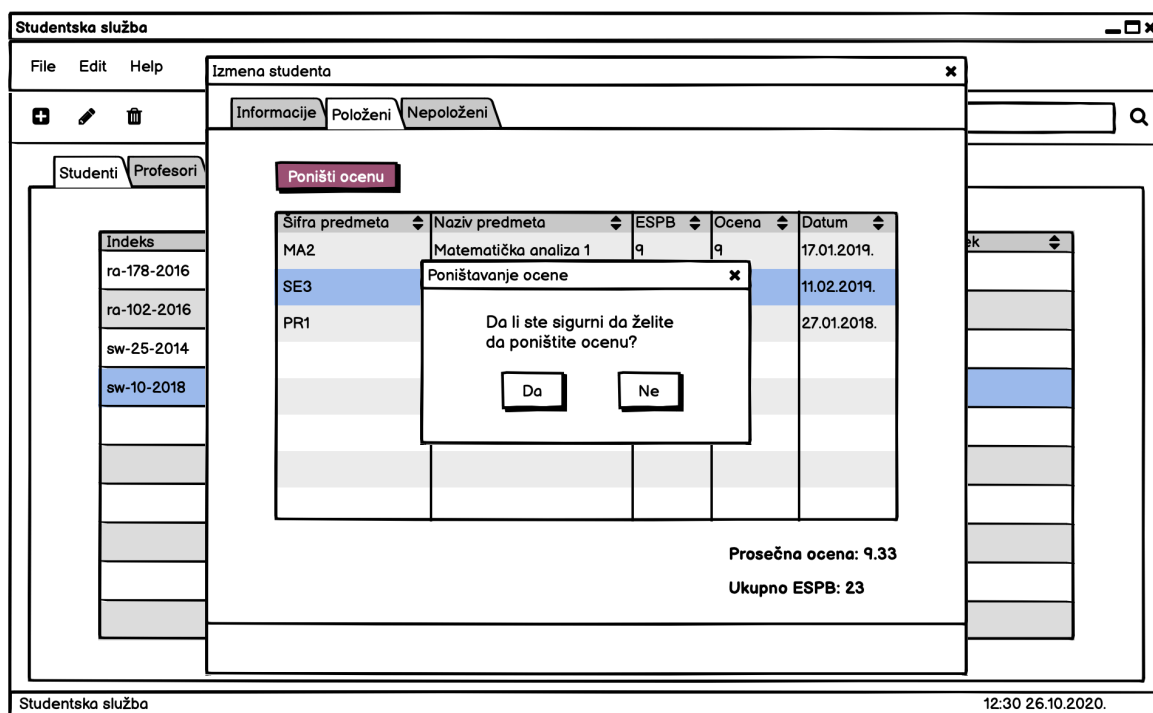 Studentska služba
File Edit Help
Izmena studenta
Informacije Položeni Nepoloženi
Studenti Profesori
Poništi ocenu
Šifra predmeta Naziv predmeta ESPB Ocena Datum
Indeks
MA2 Matematička analiza 1 9 9 17.01.2019.
ra-178-2016
Poništavanje ocene
SE3 11.02.2019.
ra-102-2016
PR1 27.01.2018.
Da li ste sigurni da želite
da poništite ocenu?
sw-25-2014
sw-10-2018
Da Ne
Prosečna ocena: 9.33
Ukupno ESPB: 23
Studentska služba 12:30 26.10.2020.